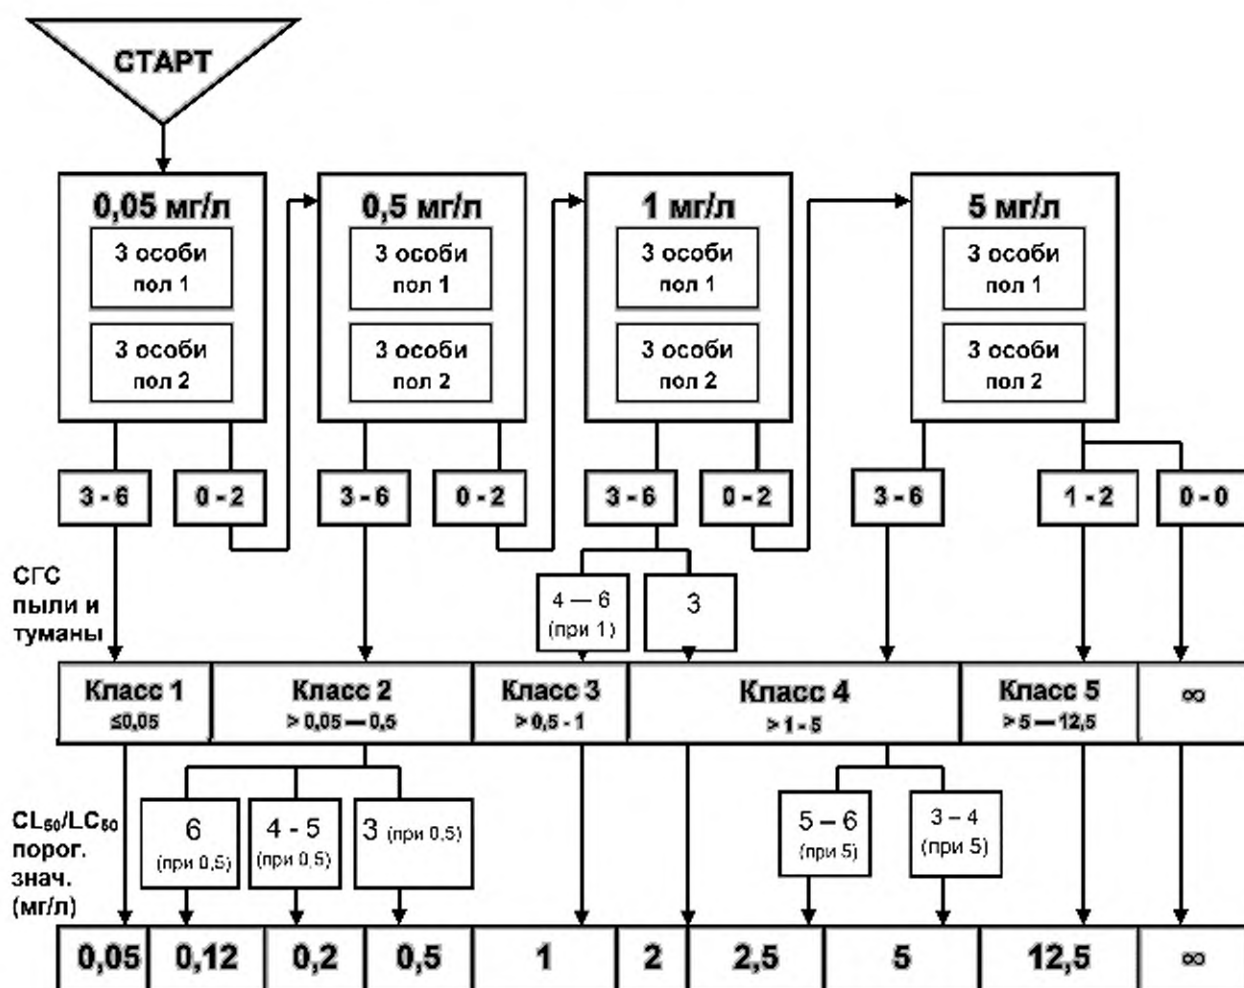 СТАРТ
0,05 мг/л
3 особи
пол 1
3 особи
пол 2
0,5 мг/л
3 особи
пол 1
3 особи
пол 2
1 мг/л
3 особи
пол 1
3 особи
пол 2
5 мг/л
3 особи
пол 1
3 особи
пол 2
3 - 6
0 - 2
3 - 6
0 - 2
3 - 6
0 - 2
3 - 6
1 - 2
0 - 0
СГС
пыли и
туманы
4 — 6
(при 1)
3
Класс 1
≤0,05
Класс 2
> 0,05 — 0,5
Класс 3
> 0,5 - 1
Класс 4
> 1 - 5
Класс 5
> 5 — 12,5
∞
CL₅₀/LC₅₀
порог.
знач.
(мг/л)
6
(при 0,5)
4 - 5
(при 0,5)
3 (при 0,5)
5 – 6
(при 5)
3 – 4
(при 5)
0,05
0,12
0,2
0,5
1
2
2,5
5
12,5
∞